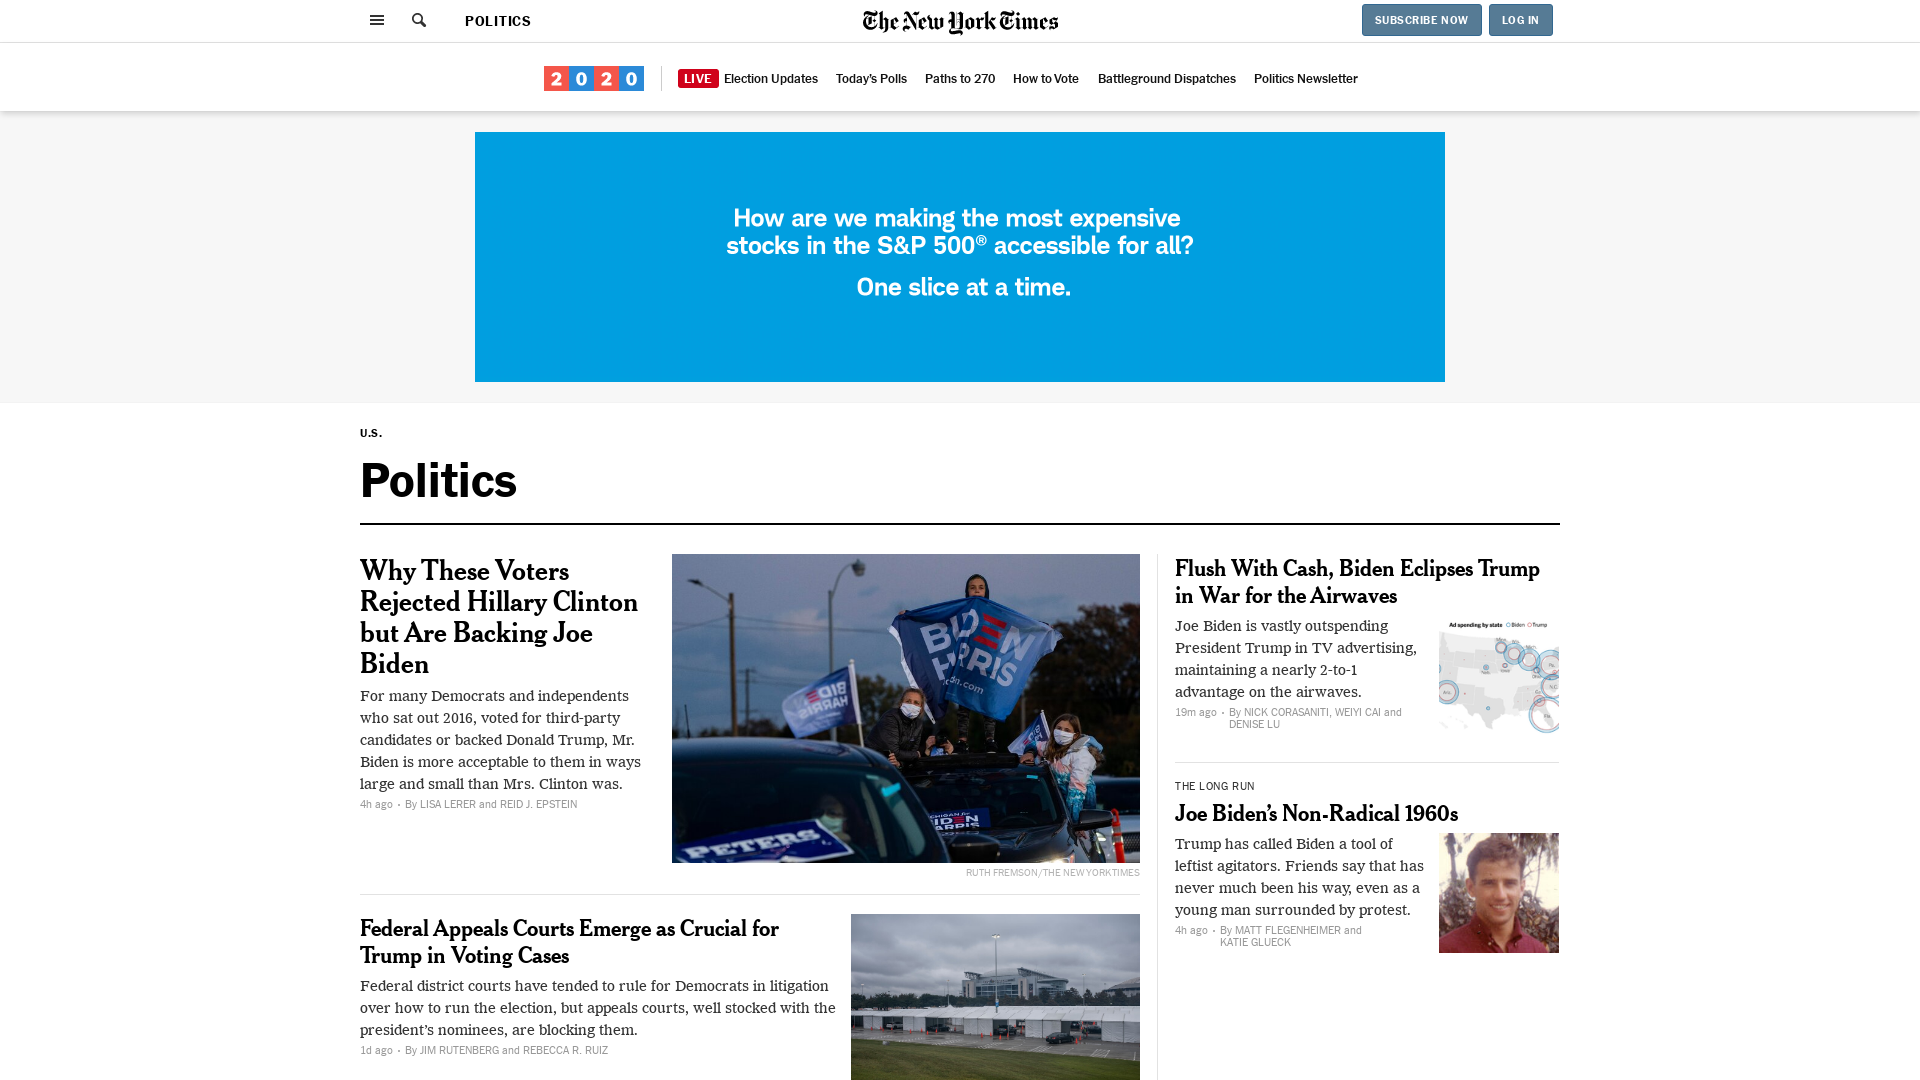 POLITICS
The New York Times
SUBSCRIBE NOW
LOG IN
2020
LIVE Election Updates
Today's Polls
Paths to 270
How to Vote
Battleground Dispatches
Politics Newsletter
How are we making the most expensive
stocks in the S&P 500® accessible for all?
One slice at a time.
U.S.
Politics
Why These Voters
Rejected Hillary Clinton
but Are Backing Joe
Biden
For many Democrats and independents
who sat out 2016, voted for third-party
candidates or backed Donald Trump, Mr.
Biden is more acceptable to them in ways
large and small than Mrs. Clinton was.
4h ago • By LISA LERER and REID J. EPSTEIN
BIDEN
HARRIS
BIDEN
HARRIS
PETERS
RUTH FREMSON/THE NEW YORK TIMES
Federal Appeals Courts Emerge as Crucial for
Trump in Voting Cases
Federal district courts have tended to rule for Democrats in litigation
over how to run the election, but appeals courts, well stocked with the
president's nominees, are blocking them.
1d ago • By JIM RUTENBERG and REBECCA R. RUIZ
Flush With Cash, Biden Eclipses Trump
in War for the Airwaves
Joe Biden is vastly outspending
President Trump in TV advertising,
maintaining a nearly 2-to-1
advantage on the airwaves.
19m ago • By NICK CORASANITI, WEIYI CAI and
DENISE LU
Ad spending by state Biden Trump
THE LONG RUN
Joe Biden's Non-Radical 1960s
Trump has called Biden a tool of
leftist agitators. Friends say that has
never much been his way, even as a
young man surrounded by protest.
4h ago • By MATT FLEGENHEIMER and
KATIE GLUECK